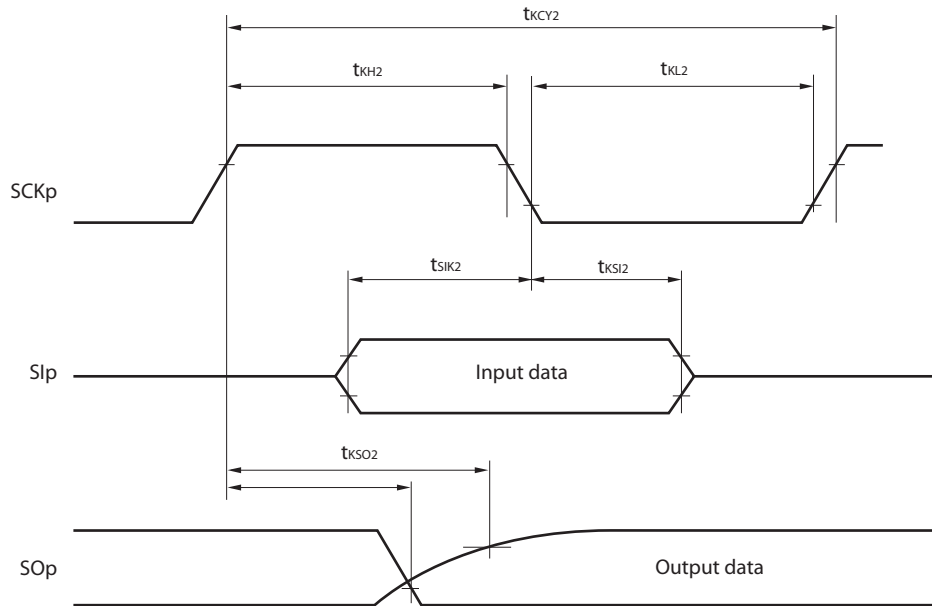 tKCY2
tKH2
tKL2
SCKp
tSIK2
tKSI2
SIp
Input data
tKSO2
SOp
Output data